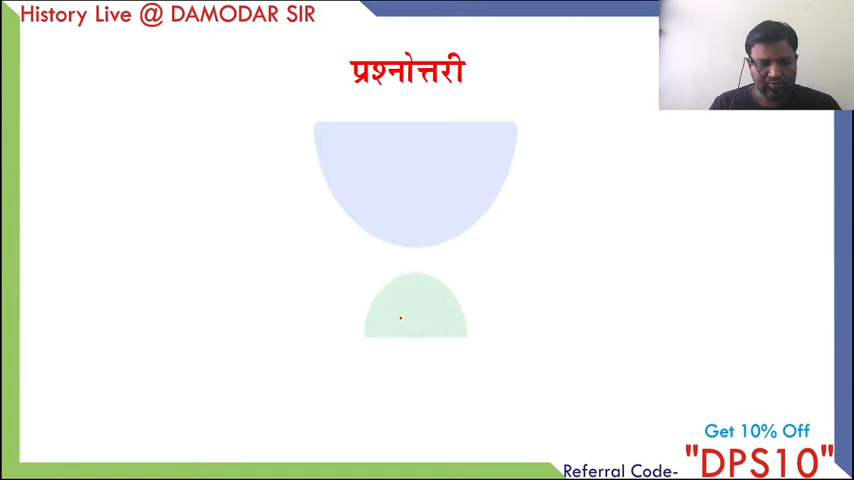 History Live @ DAMODAR SIR
प्रश्नोत्तरी
Get 10% Off
Referral Code- "DPS10"